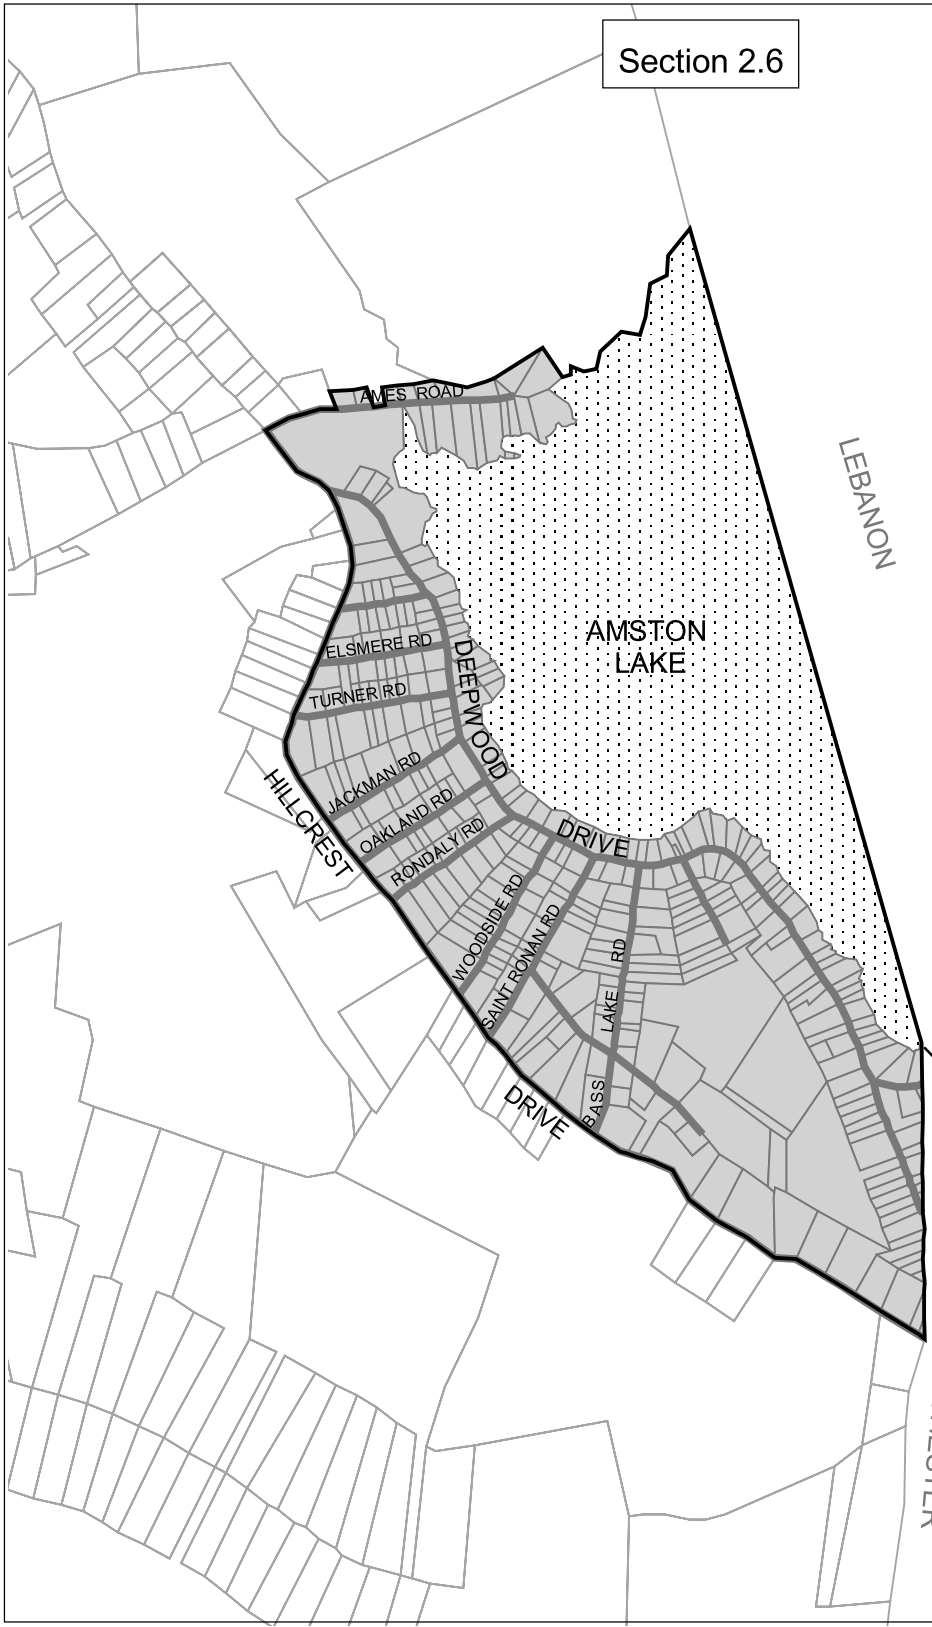 Section 2.6
LEBANON
AMES ROAD
AMSTON
LAKE
ELSMERE RD
DEEPWOOD
TURNER RD
JACKMAN RD
HILLCREST
OAKLAND RD
DRIVE
RONDALY RD
WOODSIDE RD
SAINT RONAN RD
BASS LAKE RD
DRIVE